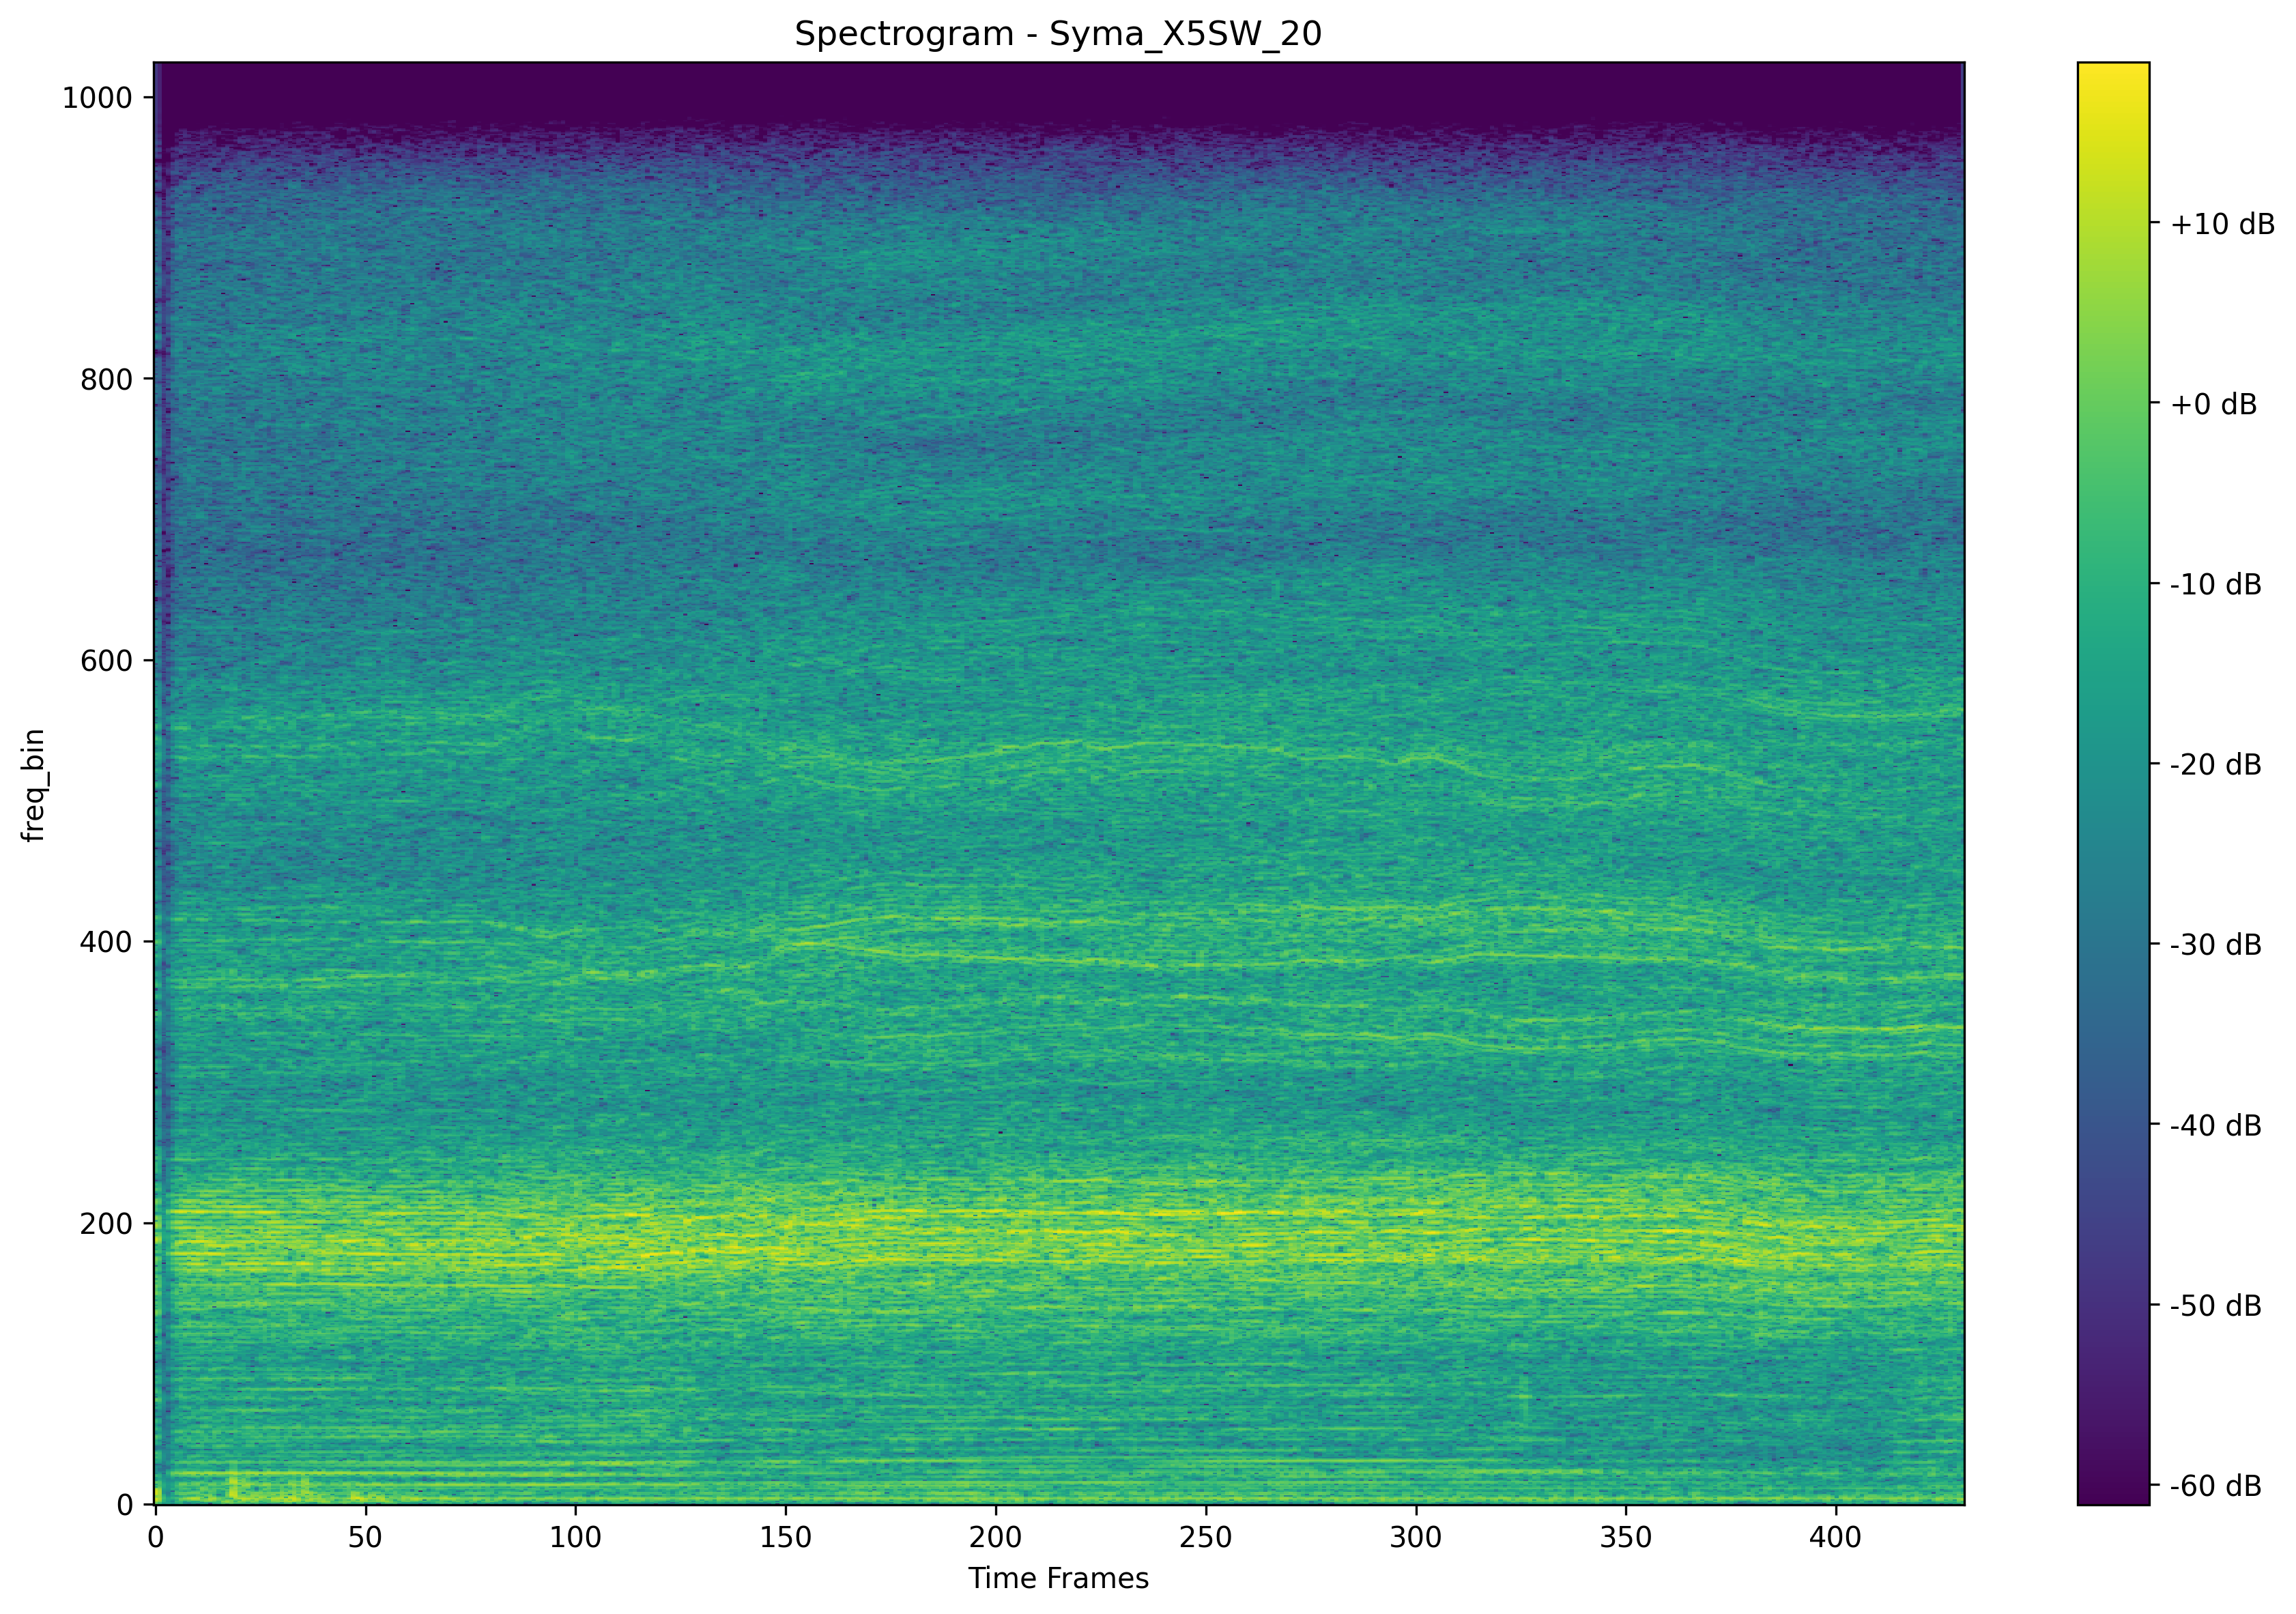 Spectrogram - Syma_X5SW_20
1000
800
600
400
200
0
freq_bin
0 50 100 150 200 250 300 350 400
Time Frames
+10 dB
+0 dB
-10 dB
-20 dB
-30 dB
-40 dB
-50 dB
-60 dB